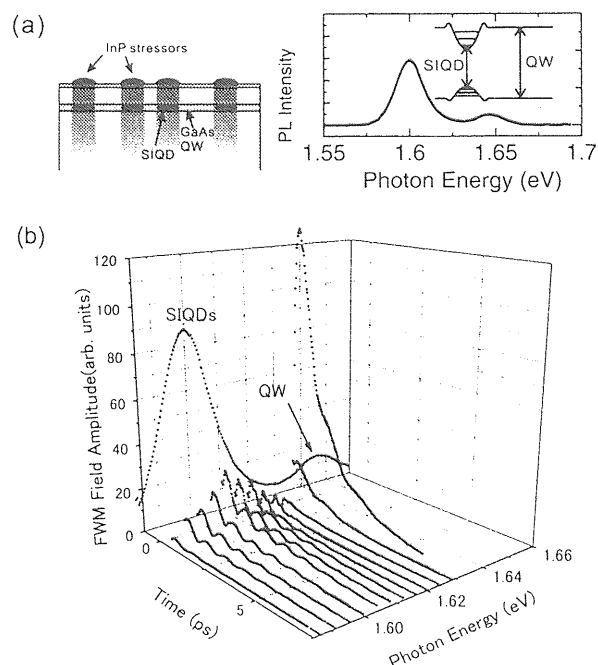 (a)
InP stressors
SIQD
GaAs
QW
PL Intensity
SIQD
QW
1.55
1.6
1.65
1.7
Photon Energy (eV)
(b)
FWM Field Amplitude(arb. units)
120
100
80
60
40
20
0
SIQDs
QW
0
5
Time (ps)
1.60
1.62
1.64
1.66
Photon Energy (eV)